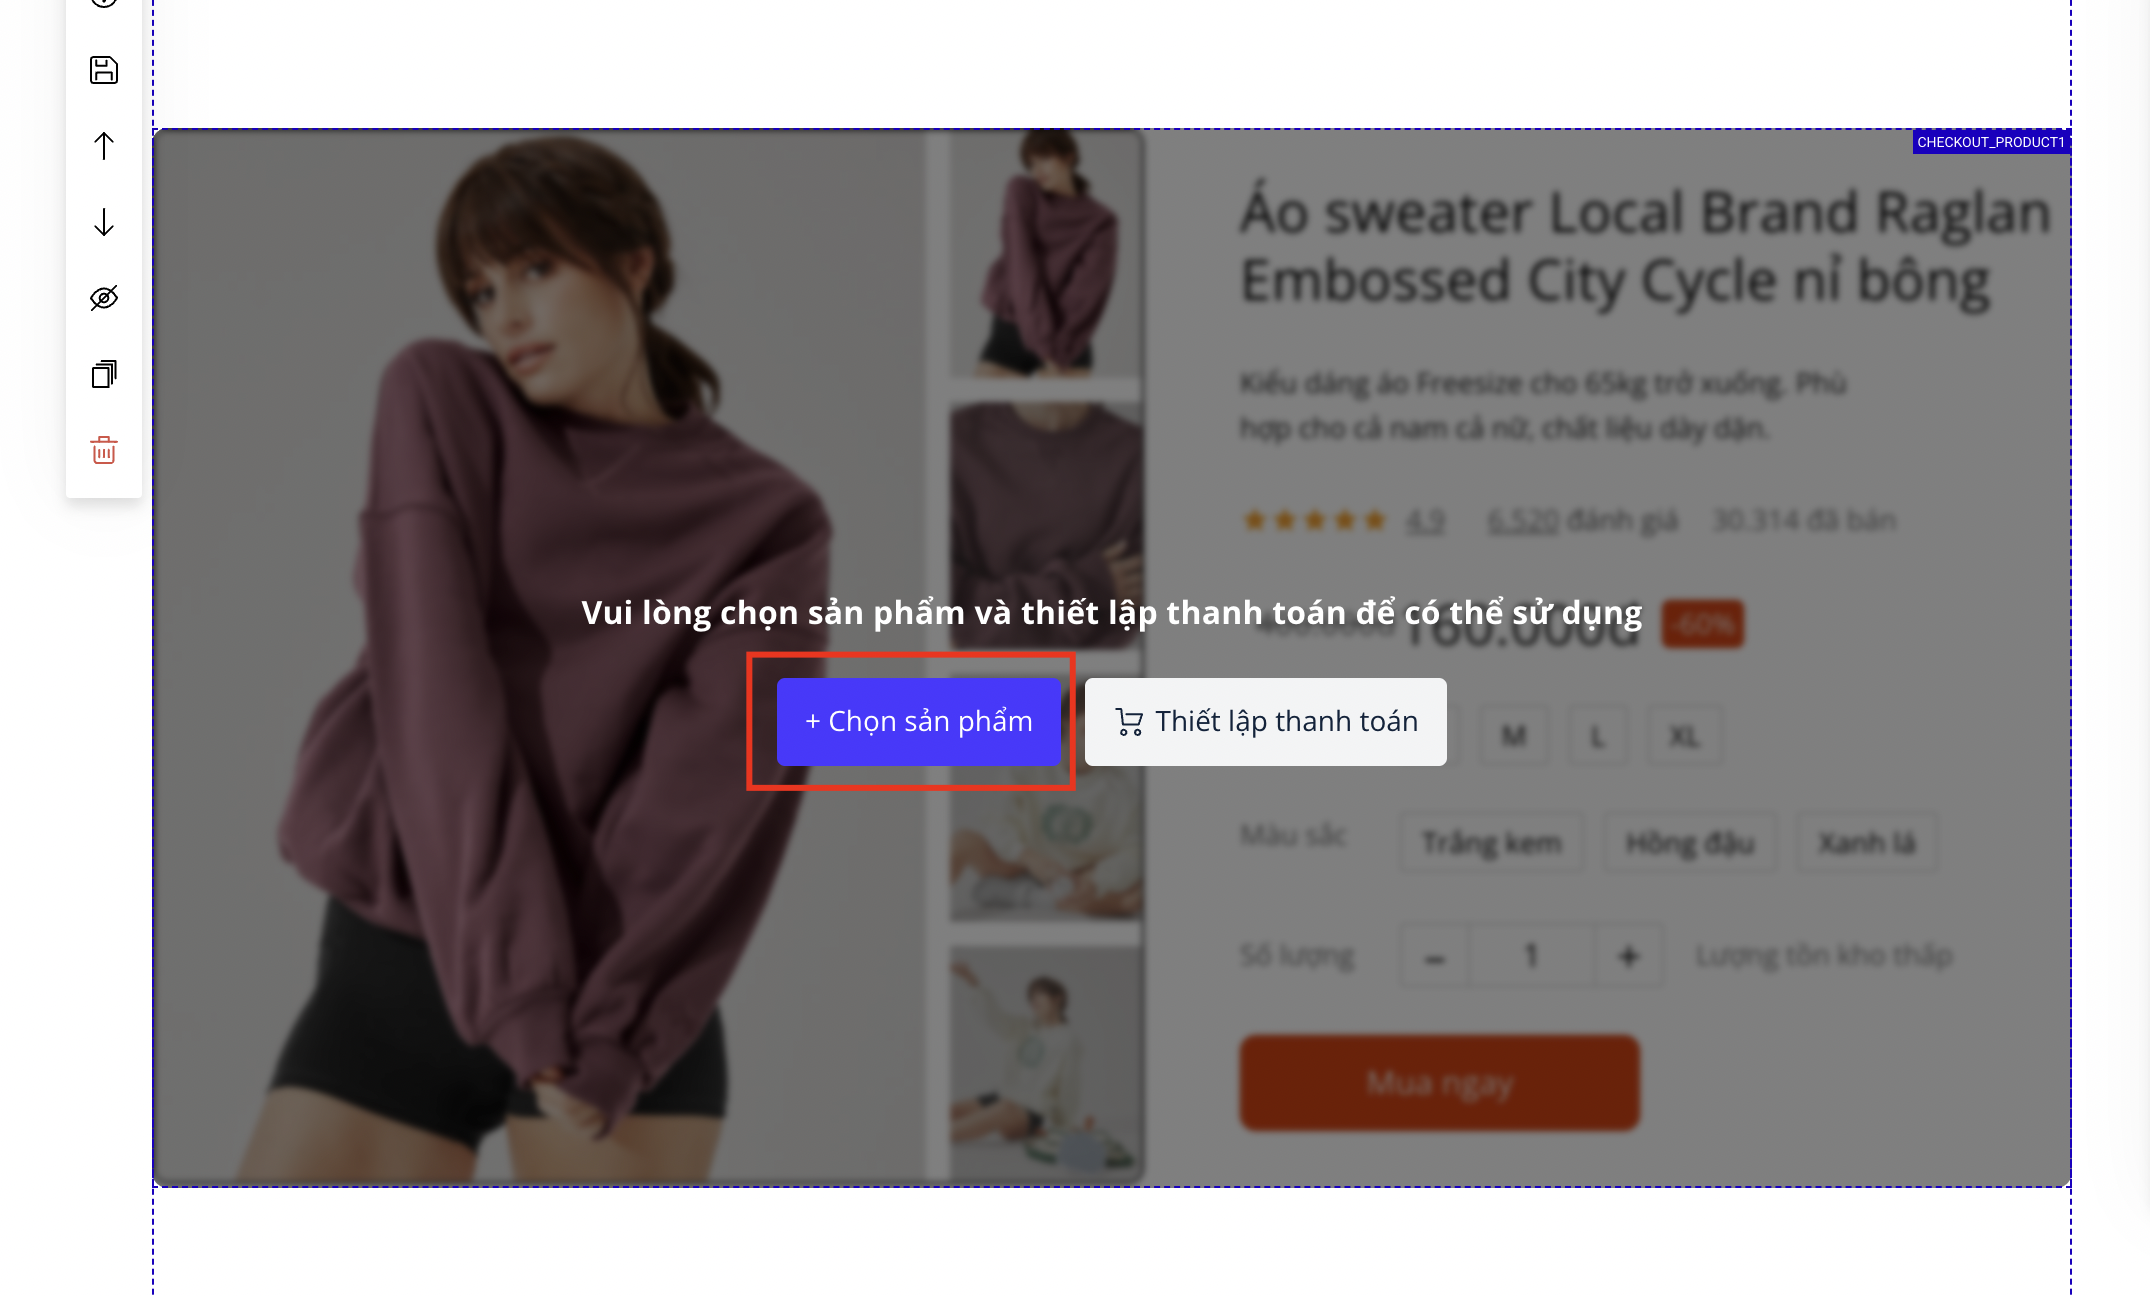 CHECKOUT_PRODUCT1
Áo sweater Local Brand Raglan
Embossed City Cycle nỉ bông
Kiểu dáng áo Freesize cho 65kg trở xuống. Phù
hợp cho cả nam cả nữ, chất liệu dày dặn.
4.9 6.520 đánh giá 30.314 đã bán
Vui lòng chọn sản phẩm và thiết lập thanh toán để có thể sử dụng
160.000đ -60%
+ Chọn sản phẩm
Thiết lập thanh toán
M L XL
Màu sắc Trắng kem Hồng đậu Xanh lá
Số lượng – 1 + Lượng tồn kho thấp
Mua ngay